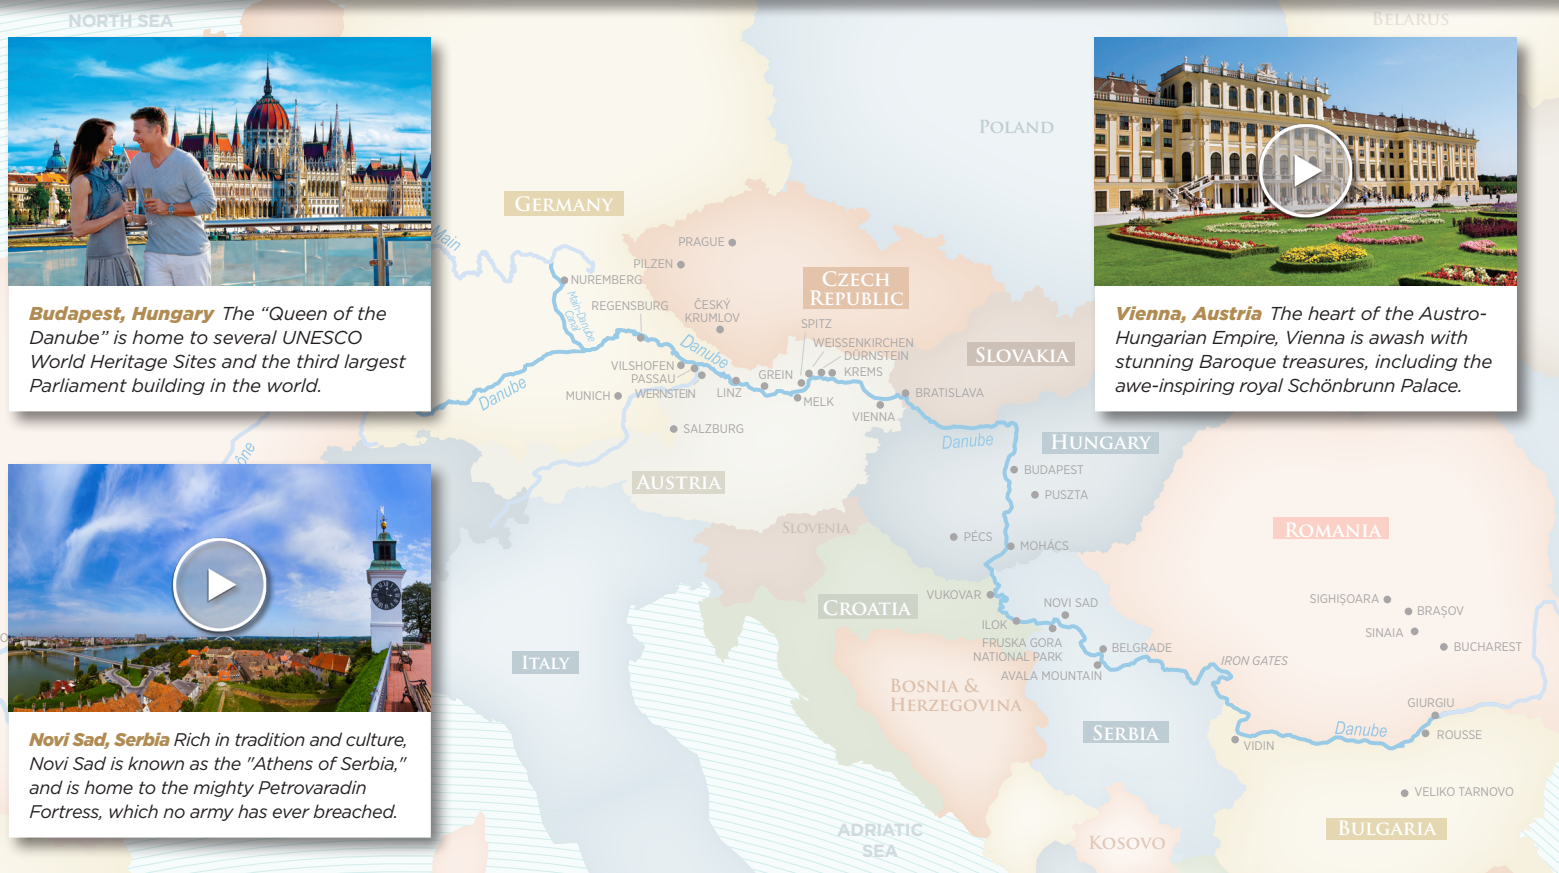 NORTH SEA
BELARUS
POLAND
GERMANY
Main
PRAGUE
PILZEN
NUREMBERG
CZECH
REPUBLIC
Main-Danube
Canal
REGENSBURG
ČESKÝ
KRUMLOV
SPITZ
WEISSENKIRCHEN
DÜRNSTEIN
SLOVAKIA
Danube
VILSHOFEN
PASSAU
GREIN
KREMS
Danube
MUNICH
WERNSTEIN
LINZ
MELK
BRATISLAVA
VIENNA
SALZBURG
Danube
HUNGARY
BUDAPEST
AUSTRIA
PUSZTA
SLOVENIA
PÉCS
MOHÁCS
ROMANIA
CROATIA
VUKOVAR
NOVI SAD
SIGHIȘOARA
BRAȘOV
ILOK
SINAIA
FRUSKA GORA
NATIONAL PARK
BELGRADE
BUCHAREST
ITALY
IRON GATES
AVALA MOUNTAIN
BOSNIA &
HERZEGOVINA
GIURGIU
SERBIA
Danube
ROUSSE
VIDIN
VELIKO TARNOVO
ADRIATIC
SEA
KOSOVO
BULGARIA
Budapest, Hungary The “Queen of the
Danube” is home to several UNESCO
World Heritage Sites and the third largest
Parliament building in the world.
Vienna, Austria The heart of the Austro-
Hungarian Empire, Vienna is awash with
stunning Baroque treasures, including the
awe-inspiring royal Schönbrunn Palace.
Novi Sad, Serbia Rich in tradition and culture,
Novi Sad is known as the "Athens of Serbia,"
and is home to the mighty Petrovaradin
Fortress, which no army has ever breached.